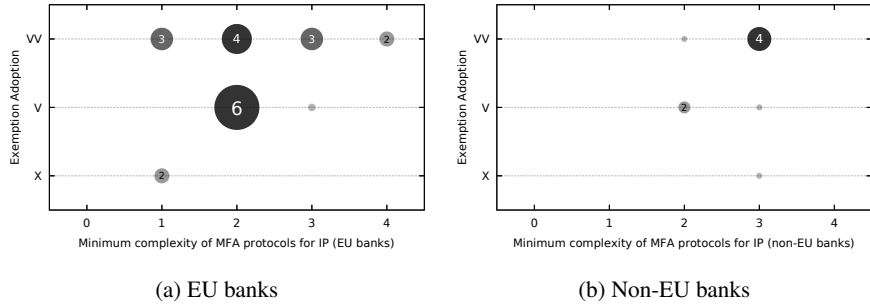 VV
V
X
Exemption Adoption
3 4 3 2
6
2
0 1 2 3 4
Minimum complexity of MFA protocols for IP (EU banks)
(a) EU banks
VV
V
X
Exemption Adoption
4
2
0 1 2 3 4
Minimum complexity of MFA protocols for IP (non-EU banks)
(b) Non-EU banks